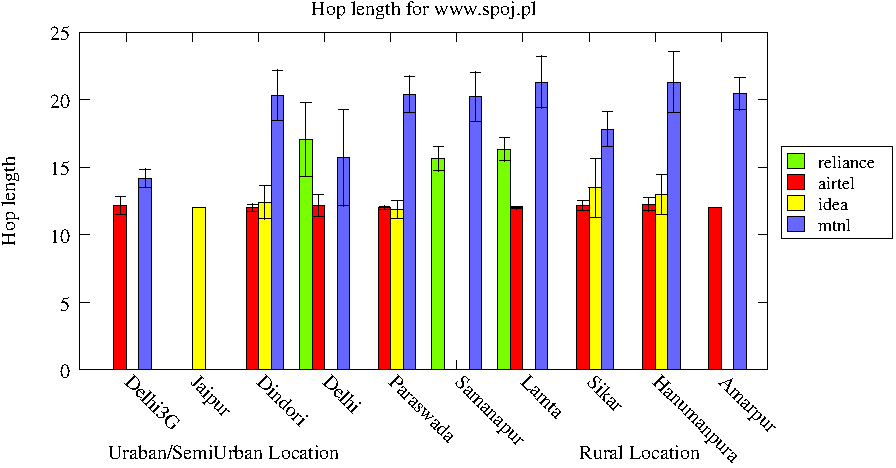 Hop length for www.spoj.pl
Hop length
25
20
15
10
5
0
Delhi3G
Jaipur
Dindori
Delhi
Paraswada
Samanapur
Lamta
Sikar
Hanumanpura
Amarpur
Uraban/SemiUrban Location
Rural Location
reliance
airtel
idea
mtnl